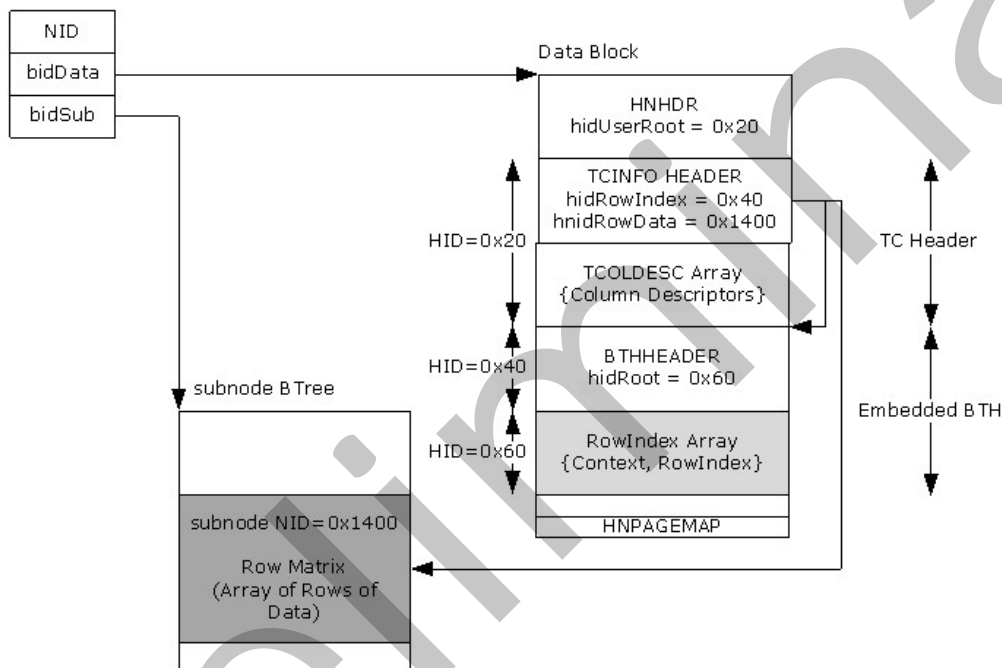 NID
bidData
bidSub
Data Block
HNHDR
hidUserRoot = 0x20
TCINFO HEADER
hidRowIndex = 0x40
hnidRowData = 0x1400
HID=0x20
TC Header
TCOLDESC Array
{Column Descriptors}
BTHHEADER
hidRoot = 0x60
HID=0x40
subnode BTree
Embedded BTH
RowIndex Array
{Context, RowIndex}
HID=0x60
HNPAGEMAP
subnode NID=0x1400
Row Matrix
(Array of Rows of
Data)